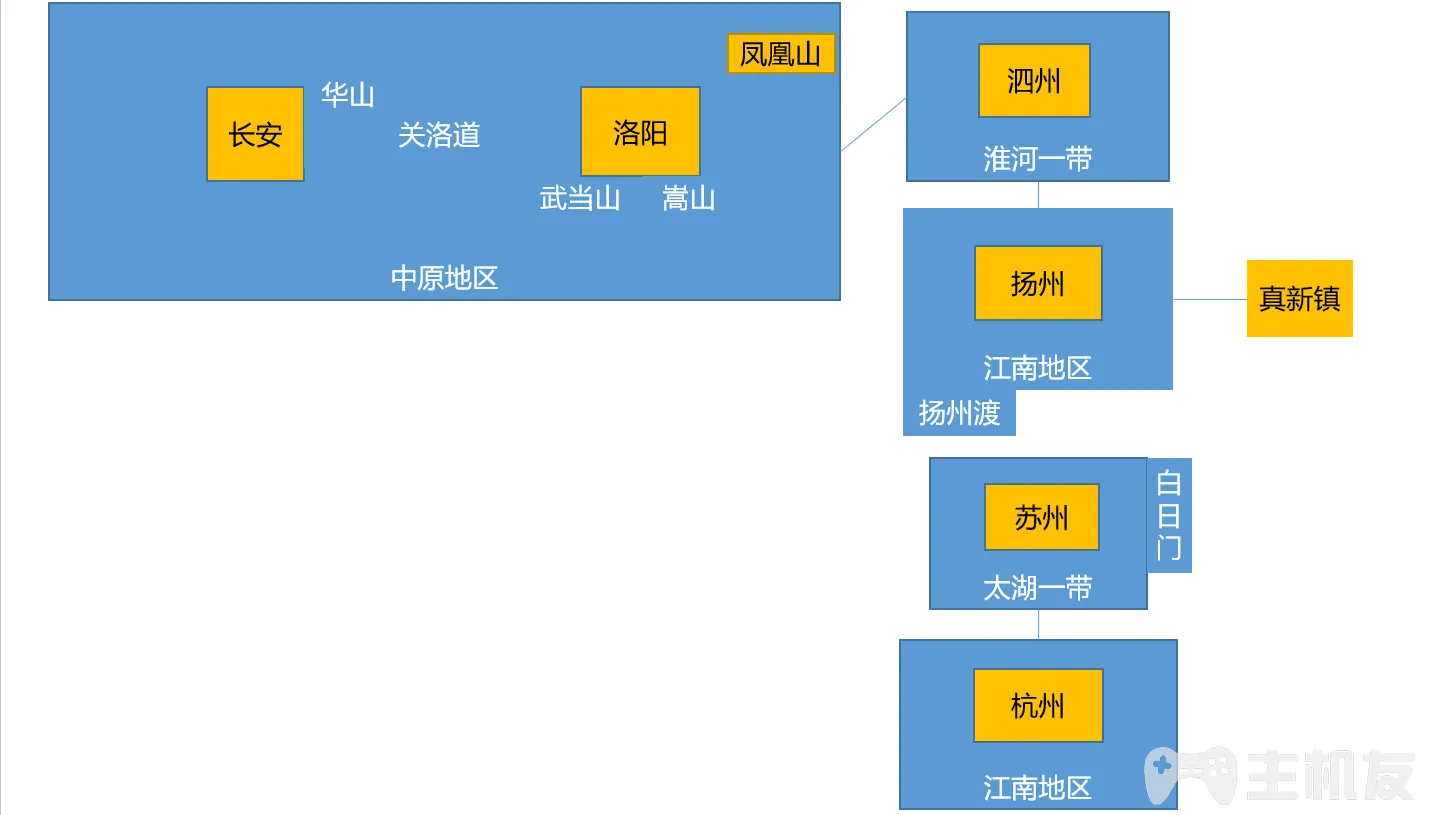 凤凰山
华山
长安
关洛道
洛阳
武当山
嵩山
中原地区
泗州
淮河一带
扬州
江南地区
扬州渡
真新镇
苏州
太湖一带
白日门
杭州
江南地区
主机友